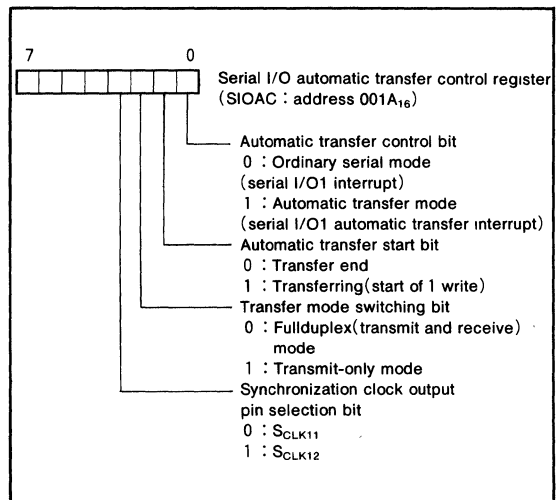 7 0
Serial I/O automatic transfer control register
(SIOAC : address 001A₁₆)
Automatic transfer control bit
0 : Ordinary serial mode
(serial I/O1 interrupt)
1 : Automatic transfer mode
(serial I/O1 automatic transfer interrupt)
Automatic transfer start bit
0 : Transfer end
1 : Transferring(start of 1 write)
Transfer mode switching bit
0 : Fullduplex(transmit and receive)
mode
1 : Transmit-only mode
Synchronization clock output
pin selection bit
0 : S_CLK11
1 : S_CLK12